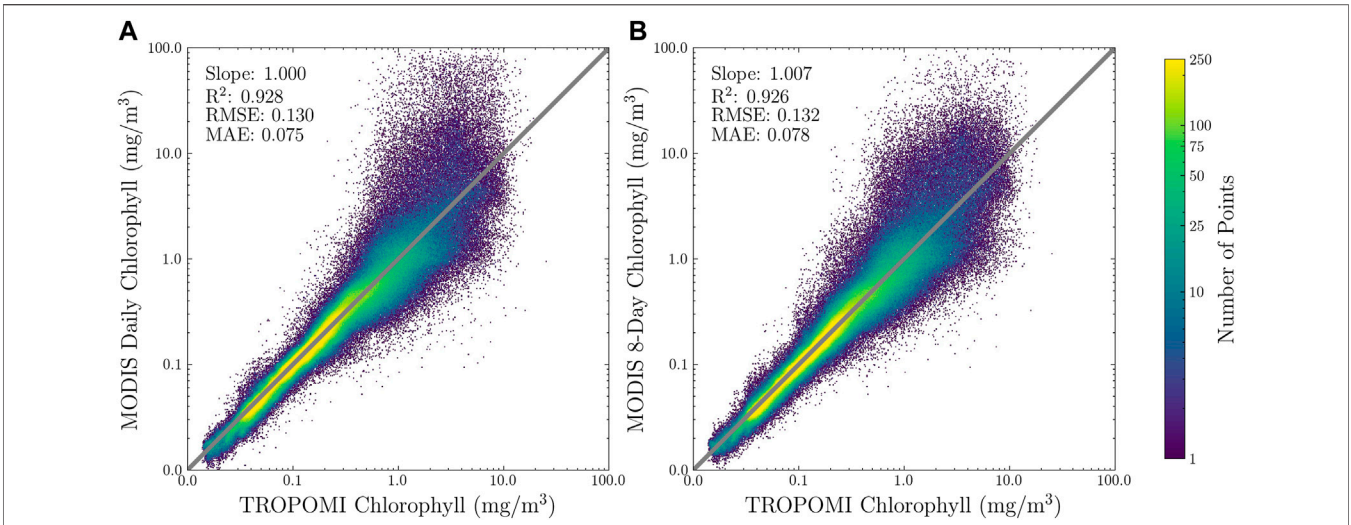 A
100.0
10.0
1.0
0.1
0.0
MODIS Daily Chlorophyll (mg/m³)
Slope: 1.000
R²: 0.928
RMSE: 0.130
MAE: 0.075
0.0 0.1 1.0 10.0 100.0
TROPOMI Chlorophyll (mg/m³)
B
100.0
10.0
1.0
0.1
0.0
MODIS 8-Day Chlorophyll (mg/m³)
Slope: 1.007
R²: 0.926
RMSE: 0.132
MAE: 0.078
0.0 0.1 1.0 10.0 100.0
TROPOMI Chlorophyll (mg/m³)
250
100
75
50
25
10
1
Number of Points